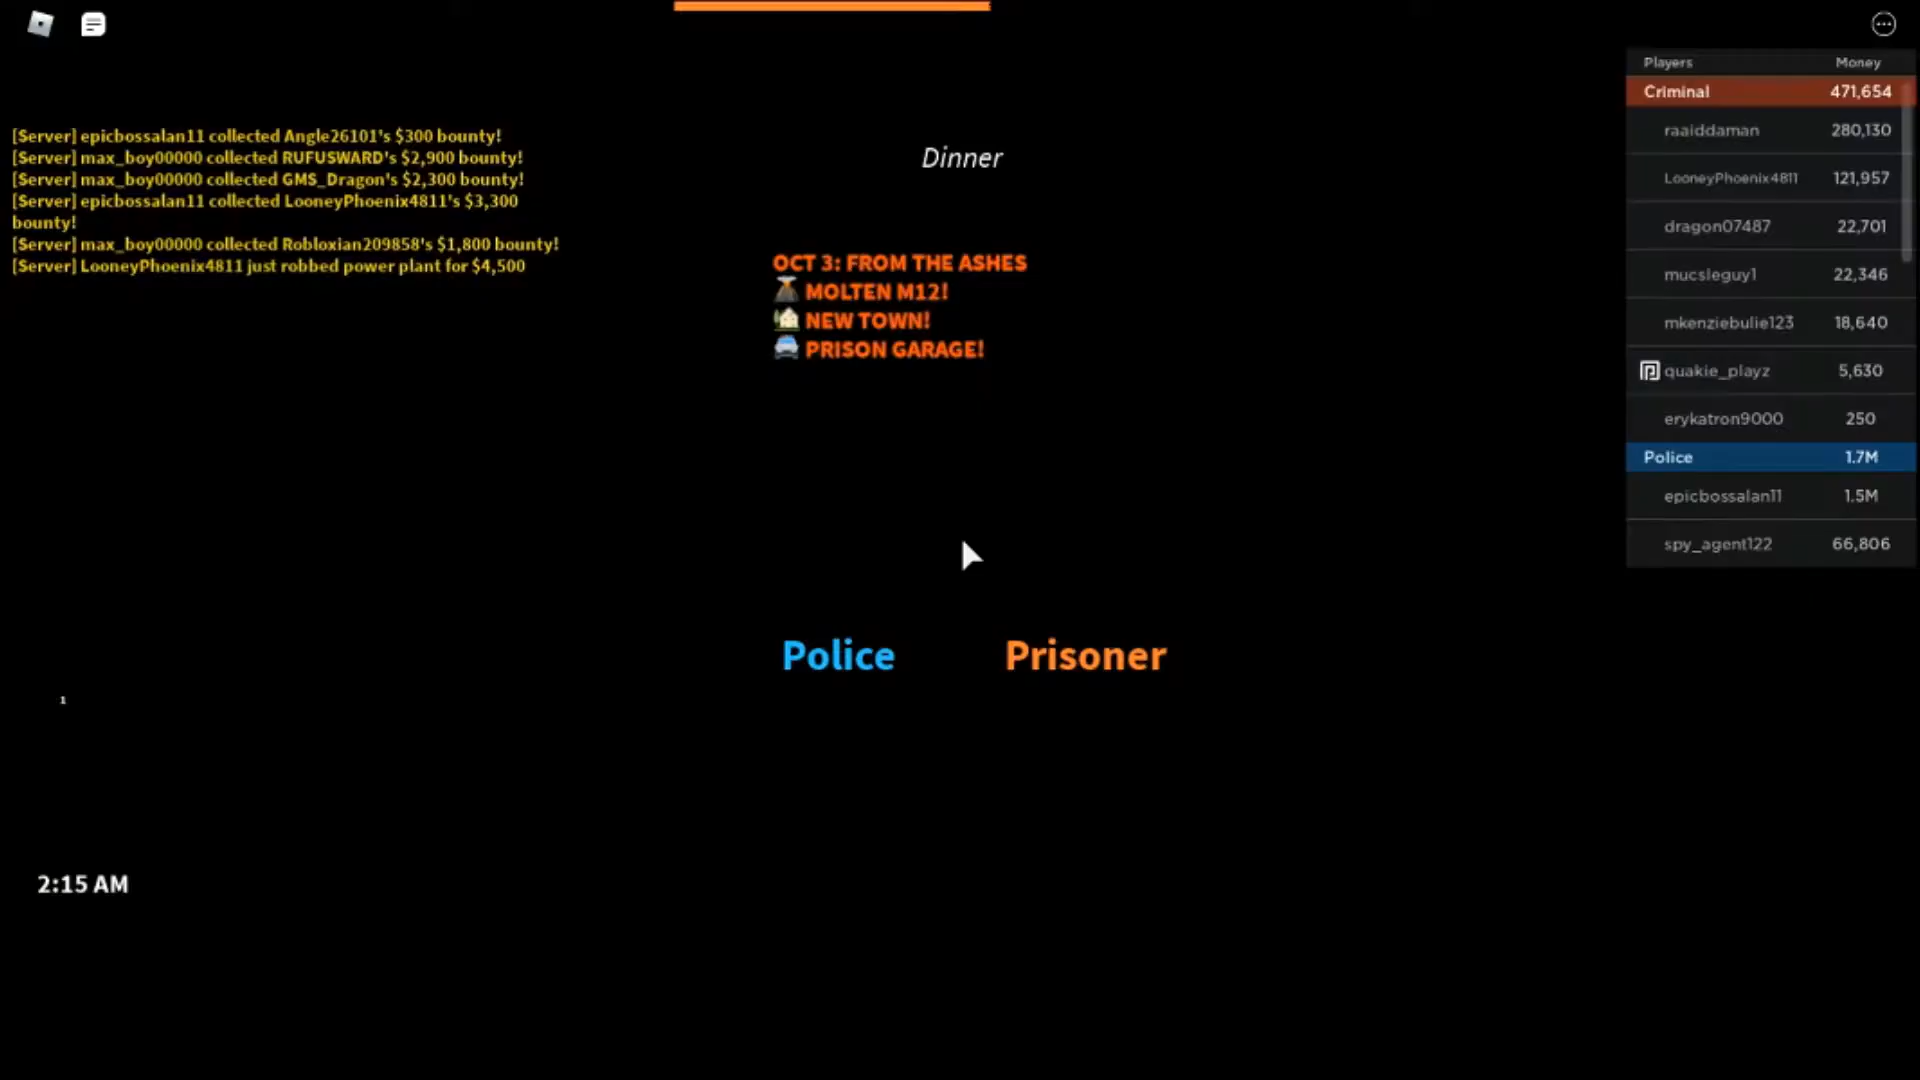 [Server] epicbossalan11 collected Angle26101's $300 bounty!
[Server] max_boy00000 collected RUFUSWARD's $2,900 bounty!
[Server] max_boy00000 collected GMS_Dragon's $2,300 bounty!
[Server] epicbossalan11 collected LooneyPhoenix4811's $3,300
bounty!
[Server] max_boy00000 collected Robloxian209858's $1,800 bounty!
[Server] LooneyPhoenix4811 just robbed power plant for $4,500
Dinner
OCT 3: FROM THE ASHES
MOLTEN M12!
NEW TOWN!
PRISON GARAGE!
Police Prisoner
1
2:15 AM
Players Money
Criminal 471,654
raaiddaman 280,130
LooneyPhoenix4811 121,957
dragon07487 22,701
mucsleguy1 22,346
mkenziebulie123 18,640
quakie_playz 5,630
erykatron9000 250
Police 1.7M
epicbossalan11 1.5M
spy_agent122 66,806